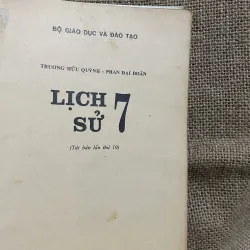 BỘ GIÁO DỤC VÀ ĐÀO TẠO
TRƯƠNG HỮU QUÝNH - PHAN ĐẠI DOÃN
LỊCH
SỬ 7
(Tái bản lần thứ 10)